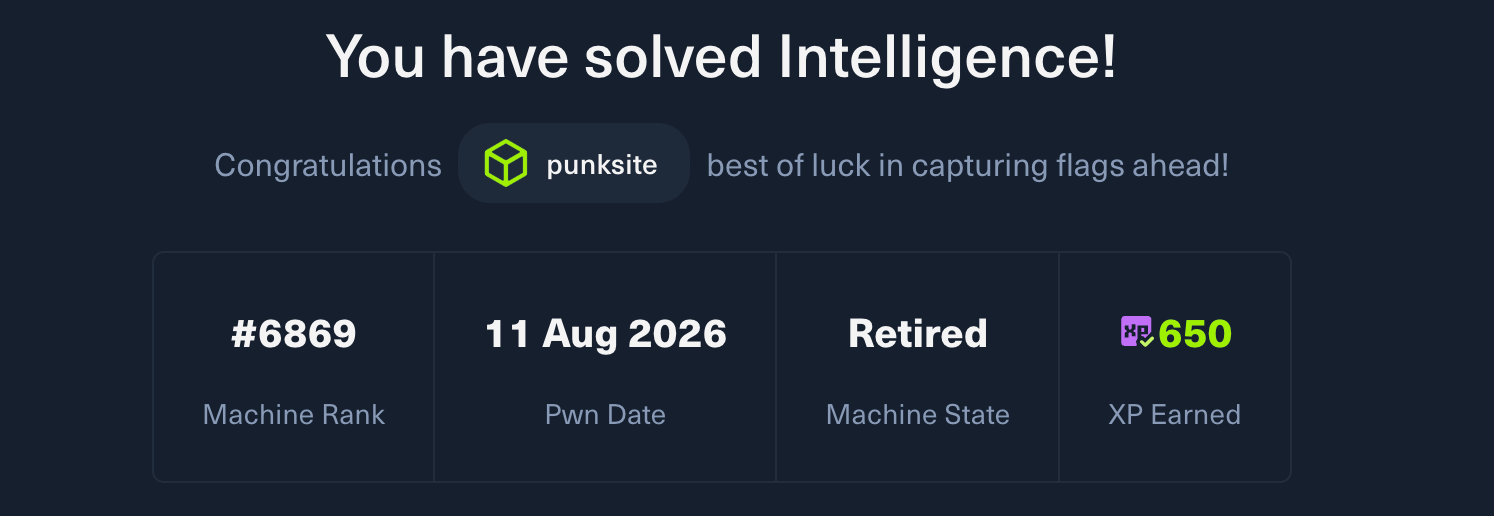 You have solved Intelligence!
Congratulations punksite best of luck in capturing flags ahead!
#6869 11 Aug 2026 Retired XP 650
Machine Rank Pwn Date Machine State XP Earned